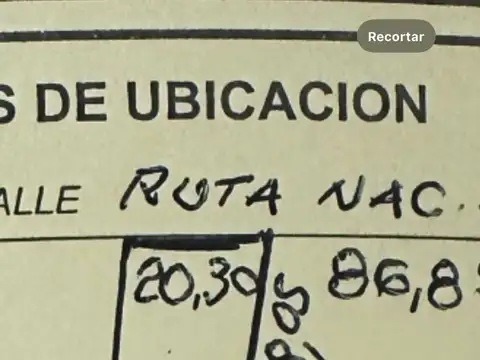 Recortar
S DE UBICACION
ALLE RUTA NAC.
20,30
86,8